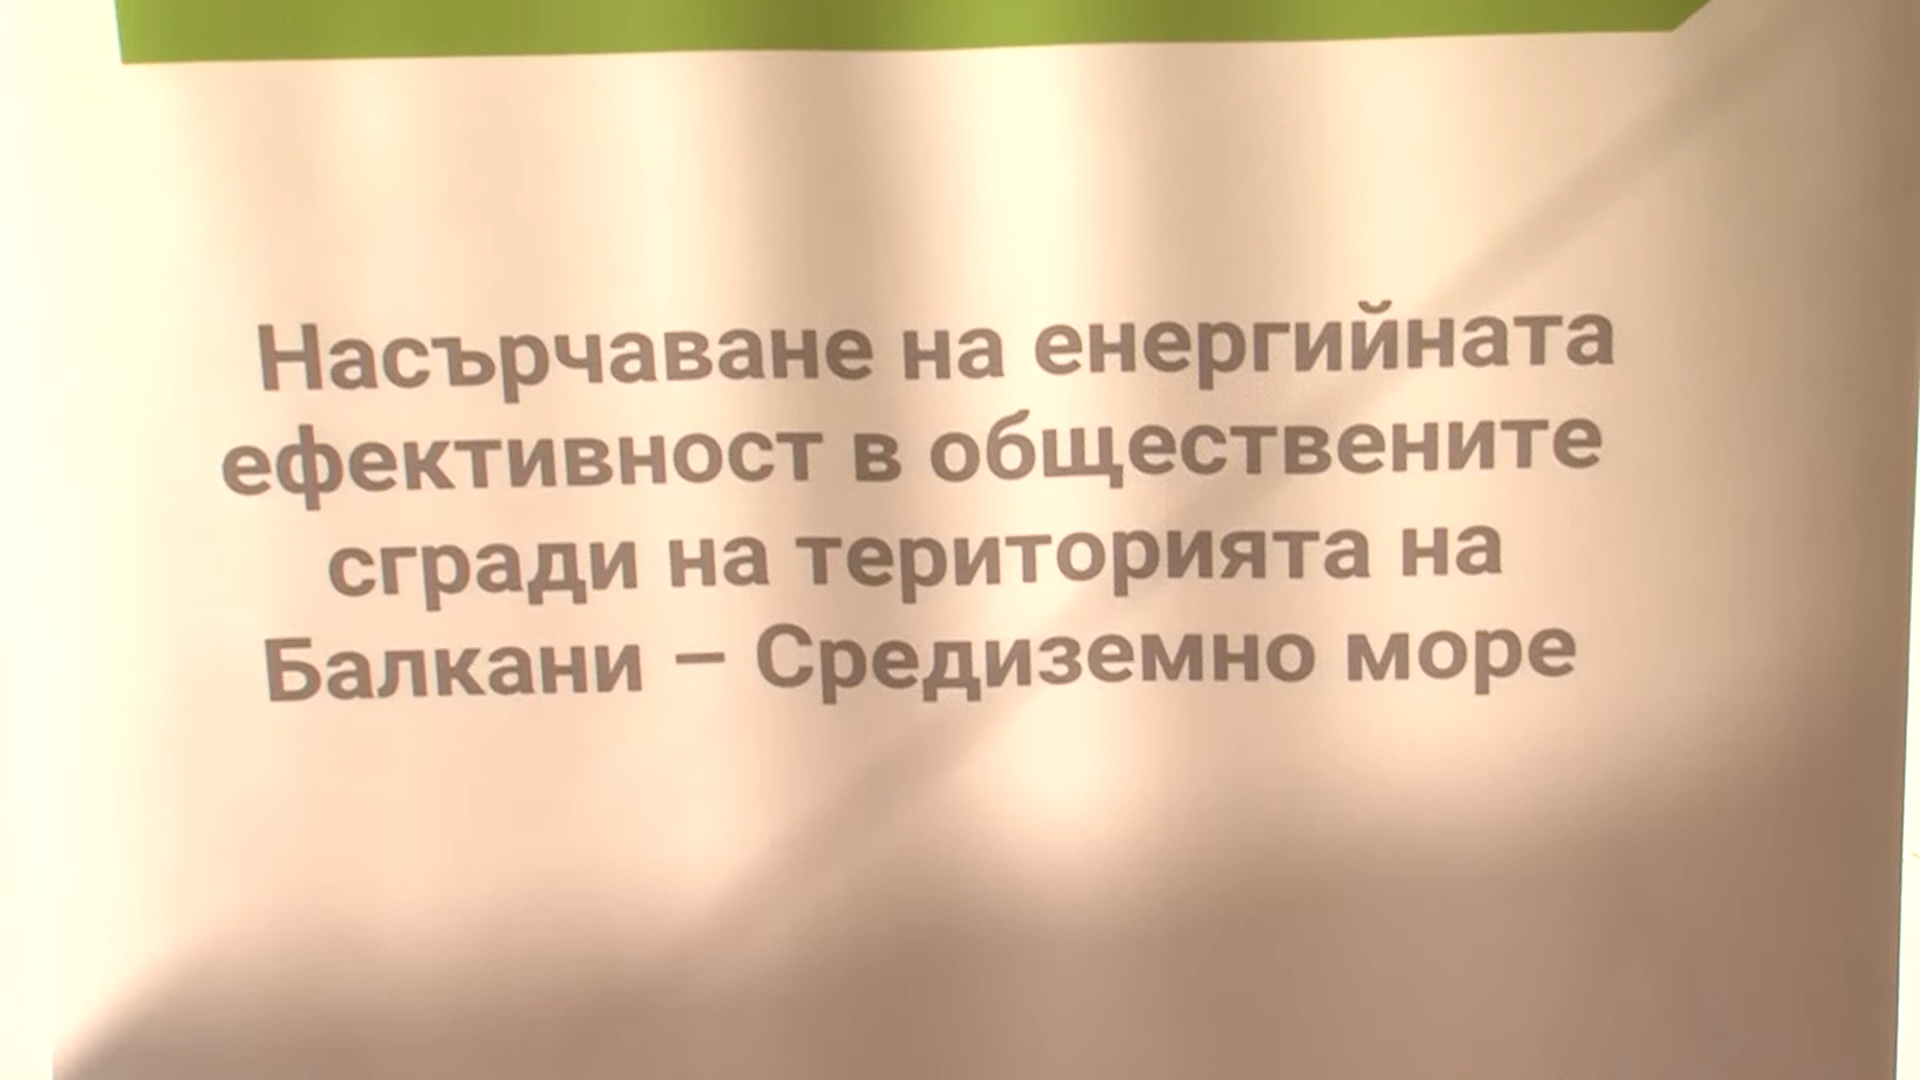 Насърчаване на енергийната
ефективност в обществените
сгради на територията на
Балкани – Средиземно море